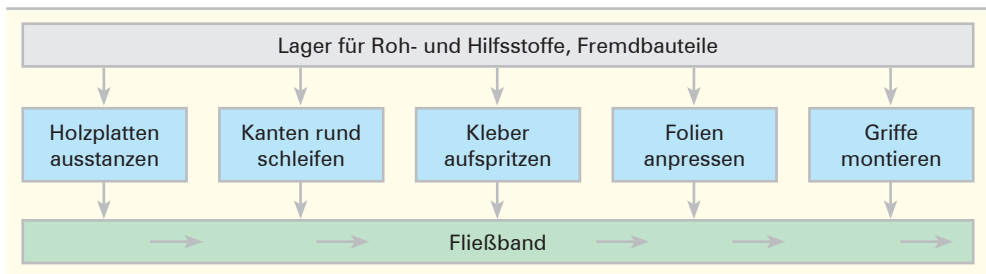 Lager für Roh- und Hilfsstoffe, Fremdbauteile
Holzplatten
ausstanzen
Kanten rund
schleifen
Kleber
aufspritzen
Folien
anpressen
Griffe
montieren
Fließband